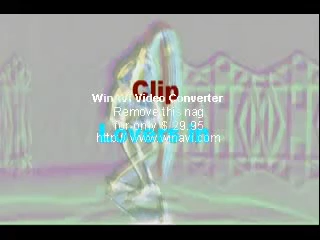 Clip
WinAVI Video Converter
Remove this nag
for only $ 29.95
http://www.winavi.com